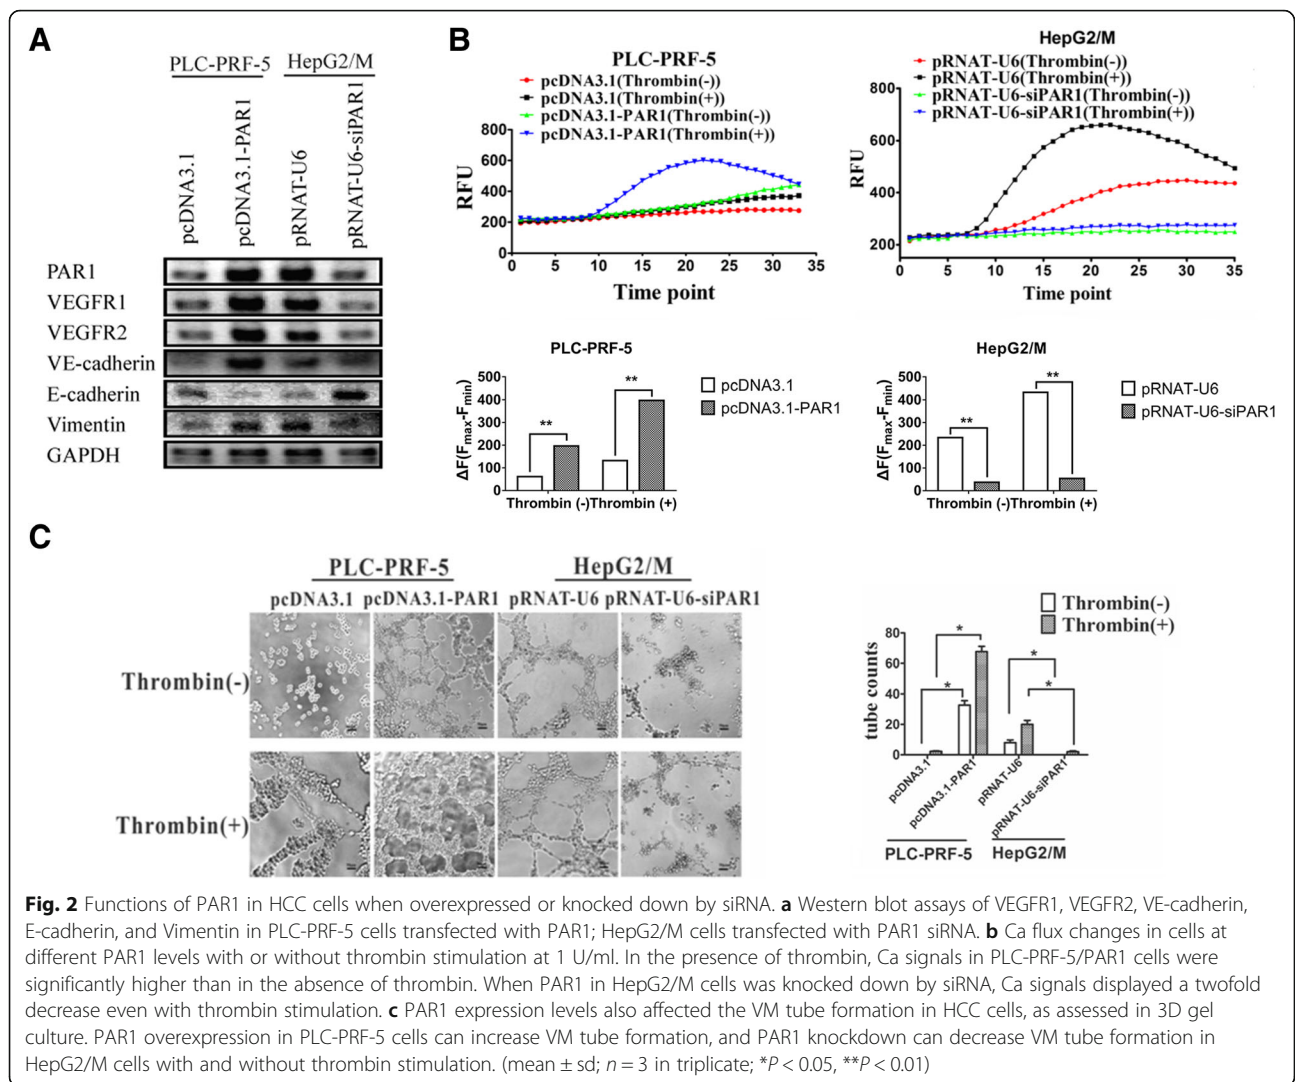 A
PLC-PRF-5 HepG2/M
pcDNA3.1
pcDNA3.1-PAR1
pRNAT-U6
pRNAT-U6-siPAR1
PAR1
VEGFR1
VEGFR2
VE-cadherin
E-cadherin
Vimentin
GAPDH
B
PLC-PRF-5
pcDNA3.1(Thrombin(-))
pcDNA3.1(Thrombin(+))
pcDNA3.1-PAR1(Thrombin(-))
pcDNA3.1-PAR1(Thrombin(+))
RFU
800
600
400
200
0
0 5 10 15 20 25 30 35
Time point
HepG2/M
pRNAT-U6(Thrombin(-))
pRNAT-U6(Thrombin(+))
pRNAT-U6-siPAR1(Thrombin(-))
pRNAT-U6-siPAR1(Thrombin(+))
RFU
800
600
400
200
0 5 10 15 20 25 30 35
Time point
PLC-PRF-5
ΔF(Fmax-Fmin)
500
400
300
200
100
0
**
**
Thrombin (-) Thrombin (+)
pcDNA3.1
pcDNA3.1-PAR1
HepG2/M
ΔF(Fmax-Fmin)
500
400
300
200
100
0
**
**
Thrombin (-) Thrombin (+)
pRNAT-U6
pRNAT-U6-siPAR1
C
PLC-PRF-5 HepG2/M
pcDNA3.1 pcDNA3.1-PAR1 pRNAT-U6 pRNAT-U6-siPAR1
Thrombin(-)
Thrombin(+)
Thrombin(-)
Thrombin(+)
tube counts
80
60
40
20
0
*
*
*
*
pcDNA3.1
pcDNA3.1-PAR1
pRNAT-U6
pRNAT-U6-siPAR1
PLC-PRF-5 HepG2/M
Fig. 2 Functions of PAR1 in HCC cells when overexpressed or knocked down by siRNA. a Western blot assays of VEGFR1, VEGFR2, VE-cadherin,
E-cadherin, and Vimentin in PLC-PRF-5 cells transfected with PAR1; HepG2/M cells transfected with PAR1 siRNA. b Ca flux changes in cells at
different PAR1 levels with or without thrombin stimulation at 1 U/ml. In the presence of thrombin, Ca signals in PLC-PRF-5/PAR1 cells were
significantly higher than in the absence of thrombin. When PAR1 in HepG2/M cells was knocked down by siRNA, Ca signals displayed a twofold
decrease even with thrombin stimulation. c PAR1 expression levels also affected the VM tube formation in HCC cells, as assessed in 3D gel
culture. PAR1 overexpression in PLC-PRF-5 cells can increase VM tube formation, and PAR1 knockdown can decrease VM tube formation in
HepG2/M cells with and without thrombin stimulation. (mean ± sd; n = 3 in triplicate; *P < 0.05, **P < 0.01)